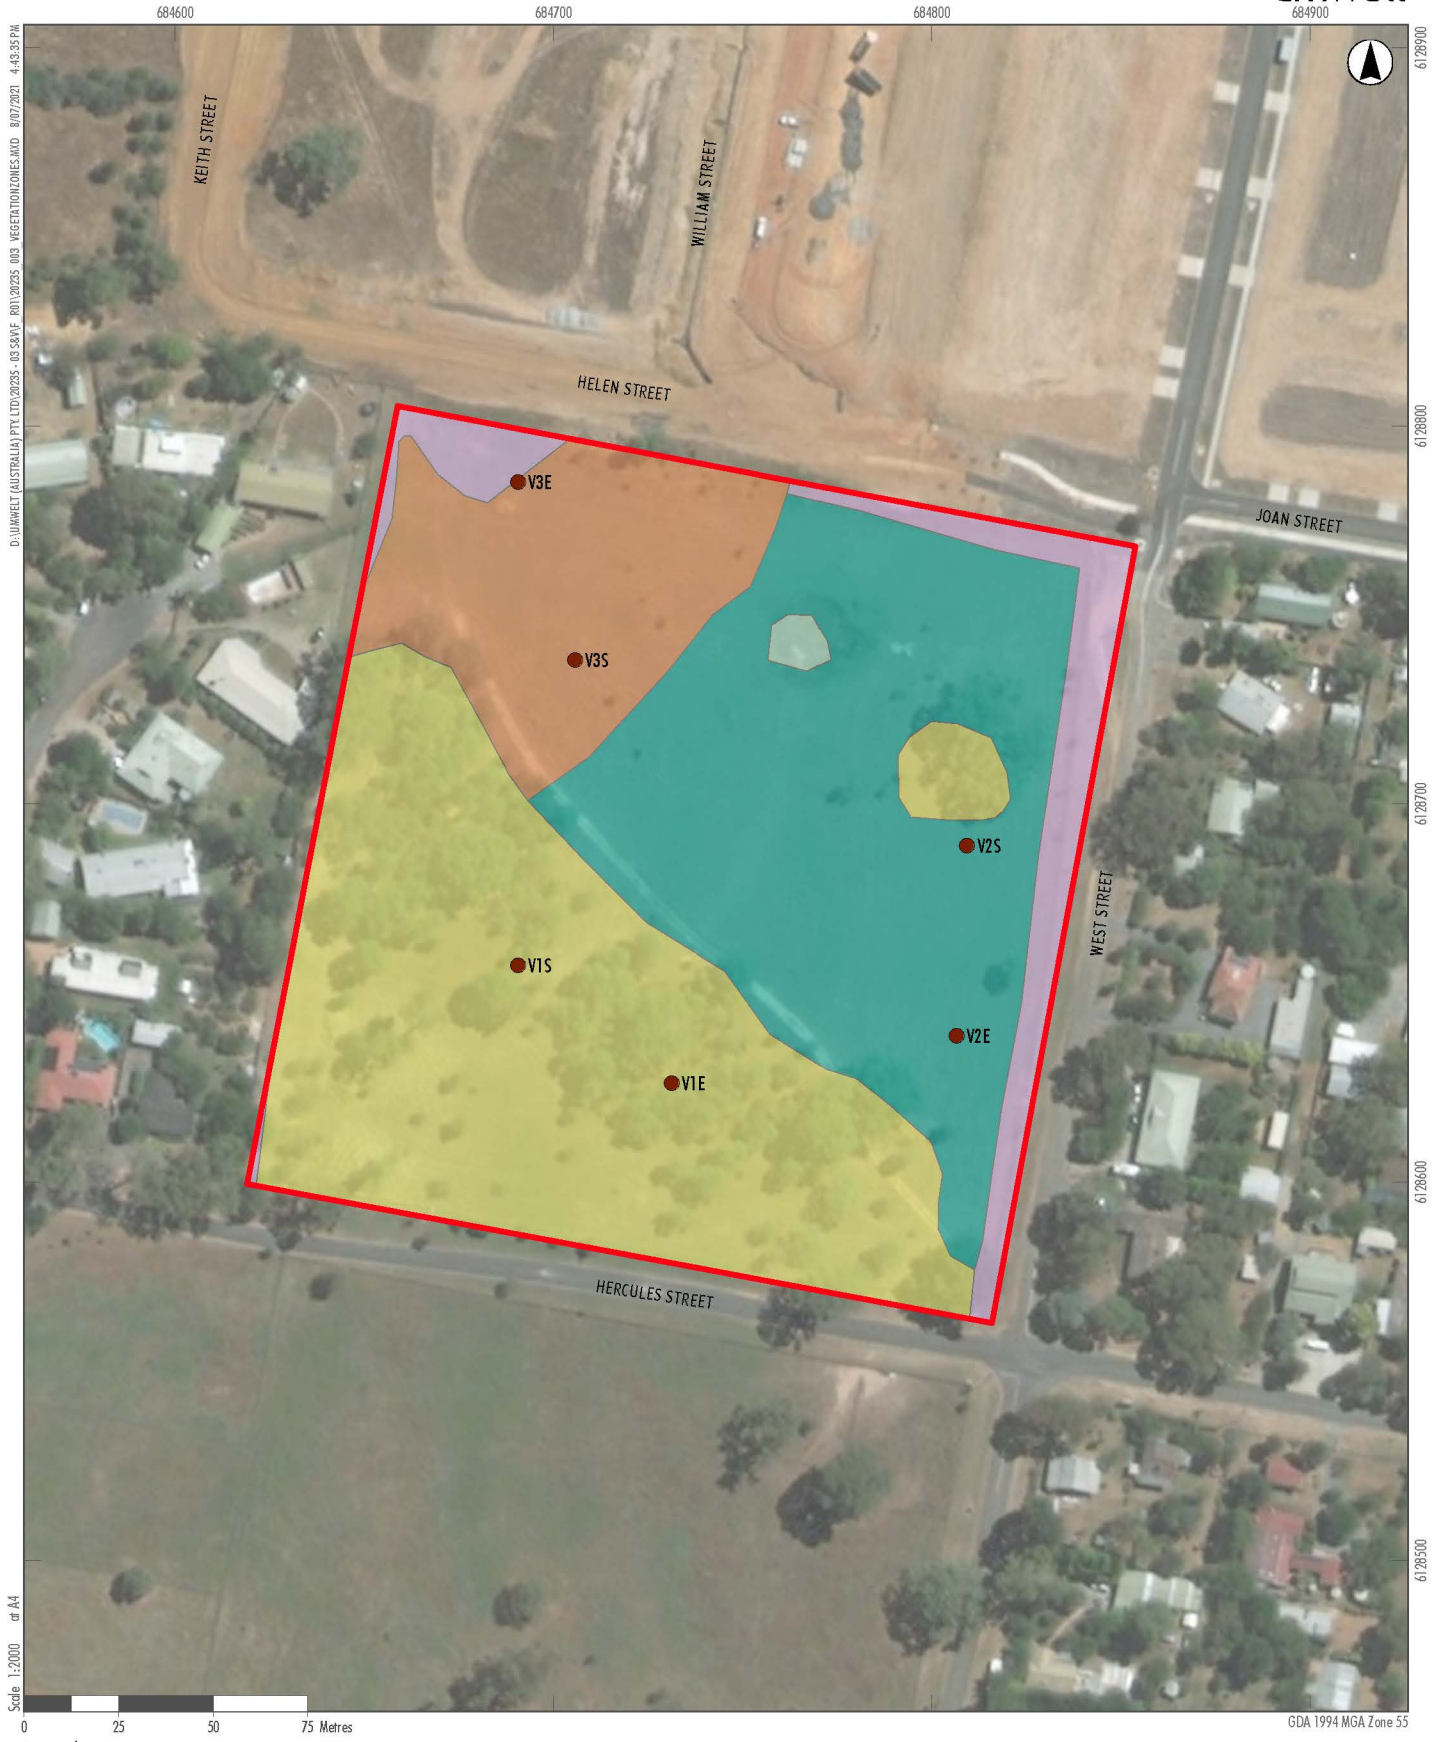 684600
684700
684800
684900
D:\UMWELT (AUSTRALIA) PTY. LTD\20235 - 03 S&V\F_R01\20235_003_VEGETATIONZONES.MXD 8/07/2021 4:43:35 PM
6128900
KEITH STREET
WILLIAM STREET
HELEN STREET
6128800
V3E
JOAN STREET
V3S
6128700
V2S
WEST STREET
V1S
V2E
V1E
6128600
HERCULES STREET
6128500
Scale 1:2000 at A4
0 25 50 75 Metres
GDA 1994 MGA Zone 55